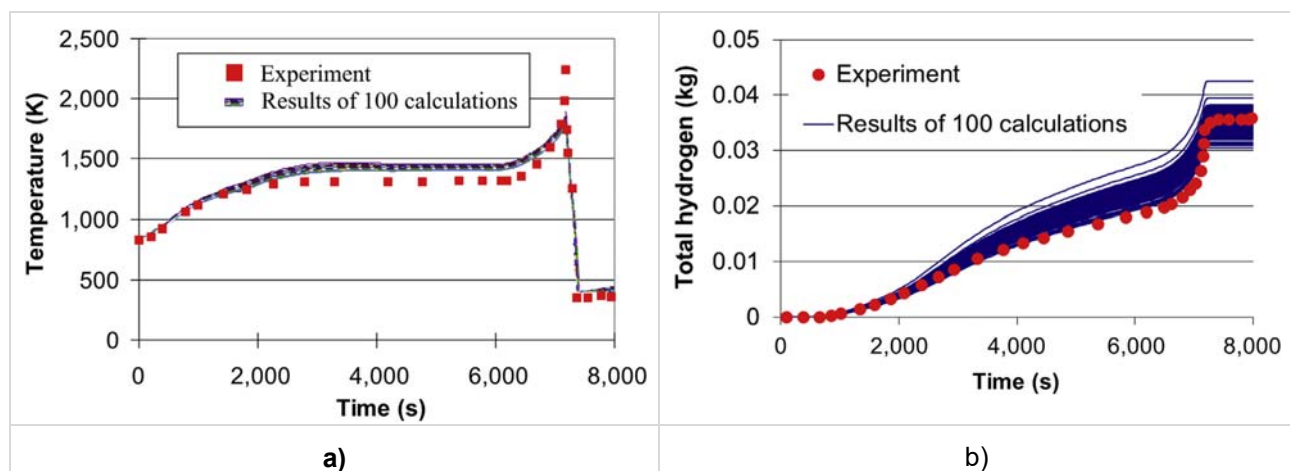 2,500
2,000
1,500
1,000
500
0
Temperature (K)
Experiment
Results of 100 calculations
0 2,000 4,000 6,000 8,000
Time (s)
a)
0.05
0.04
0.03
0.02
0.01
0
Total hydrogen (kg)
Experiment
Results of 100 calculations
0 2,000 4,000 6,000 8,000
Time (s)
b)